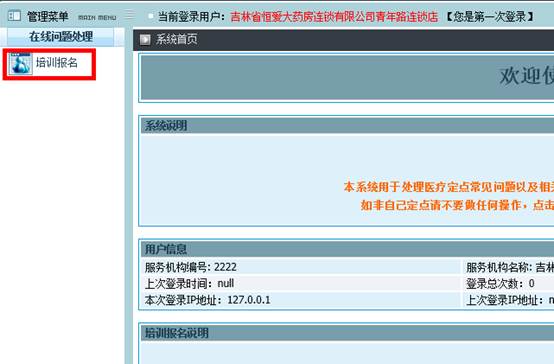 管理菜单 MAIN MENU
当前登录用户：吉林省恒爱大药房连锁有限公司青年路连锁店 【您是第一次登录】
在线问题处理
培训报名
系统首页
欢迎使
系统说明
本系统用于处理医疗定点常见问题以及相关
如非自己定点请不要做任何操作，点击
用户信息
服务机构编号: 2222 服务机构名称: 吉林
上次登录时间: null 登录总次数: 0
本次登录IP地址: 127.0.0.1 上次登录IP地址: n
培训报名说明